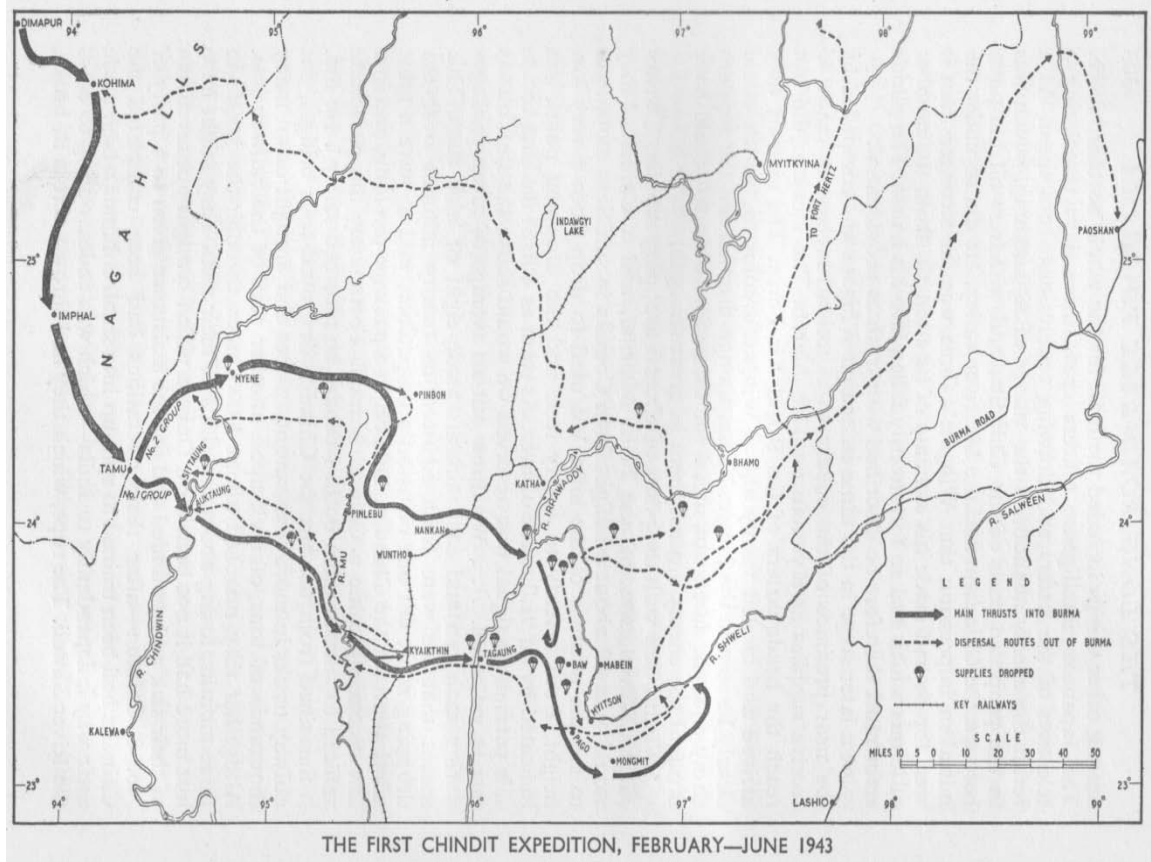 94°
95°
96°
97°
98°
99°
DIMAPUR
KOHIMA
NAGA HILLS
MYITKYINA
INDAWGYI
LAKE
TO FORT HERTZ
PAOSHAN
25°
25°
IMPHAL
MYENE
PINBON
No. 2 GROUP
TAMU
No. 1 GROUP
AUKTAUNG
BHAMO
KATHA
R. IRRAWADDY
BURMA ROAD
R. SALWEEN
24°
24°
PINLEBU
NANKAN
WUNTHO
R. MU
R. CHINDWIN
KYAIKTHIN
TAGAUNG
BAW
MABEIN
R. SHWELI
NYITSON
PAGO
MONGMIT
KALEWA
LASHIO
LEGEND
MAIN THRUSTS INTO BURMA
DISPERSAL ROUTES OUT OF BURMA
SUPPLIES DROPPED
KEY RAILWAYS
SCALE
MILES 10 5 0 10 20 30 40 50
23°
23°
94°
95°
96°
97°
98°
99°
THE FIRST CHINDIT EXPEDITION, FEBRUARY—JUNE 1943